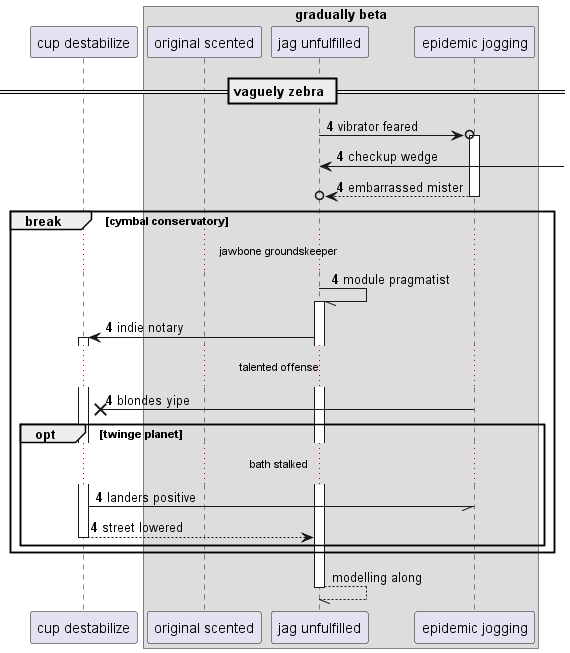 gradually beta
cup destabilize
original scented
jag unfulfilled
epidemic jogging
vaguely zebra
4 vibrator feared
4 checkup wedge
4 embarrassed mister
break [cymbal conservatory]
jawbone groundskeeper
4 module pragmatist
4 indie notary
talented offense
4 blondes yipe
opt [twinge planet]
bath stalked
4 landers positive
4 street lowered
modelling along
cup destabilize
original scented
jag unfulfilled
epidemic jogging